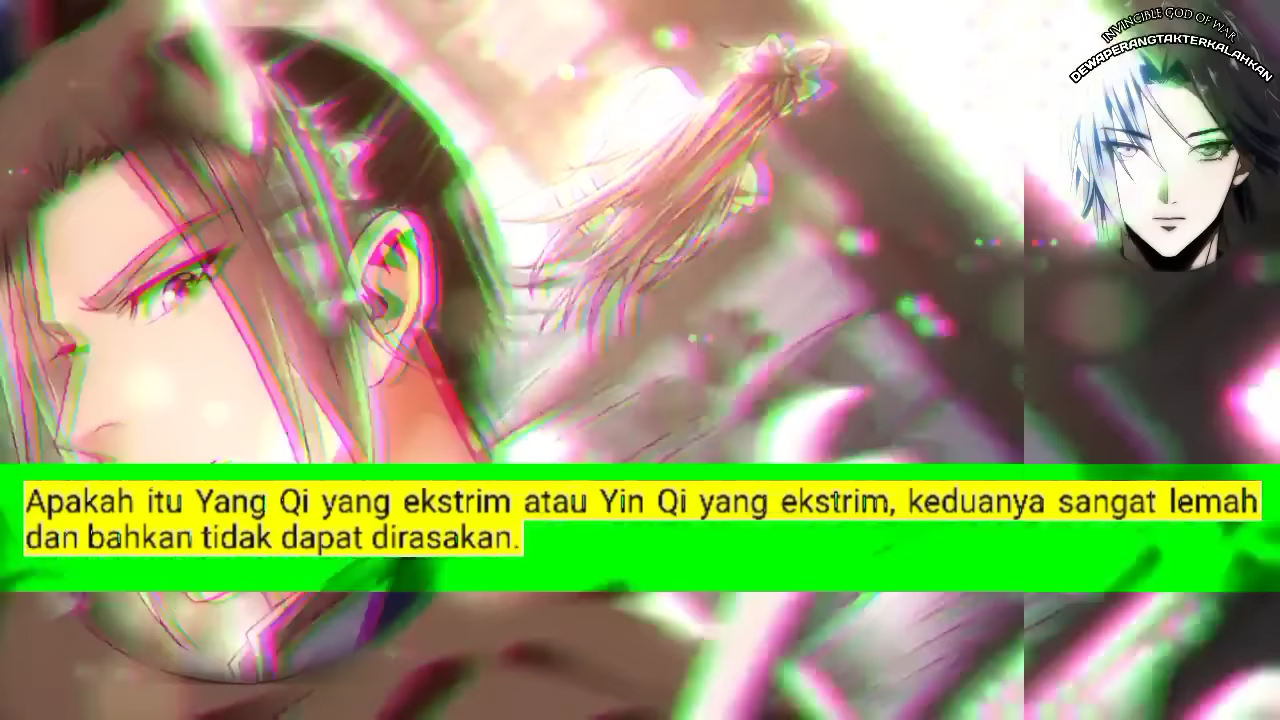 INVINCIBLE GOD OF WAR
DEWAPERANGTAKTERKALAHKAN
Apakah itu Yang Qi yang ekstrim atau Yin Qi yang ekstrim, keduanya sangat lemah
dan bahkan tidak dapat dirasakan.